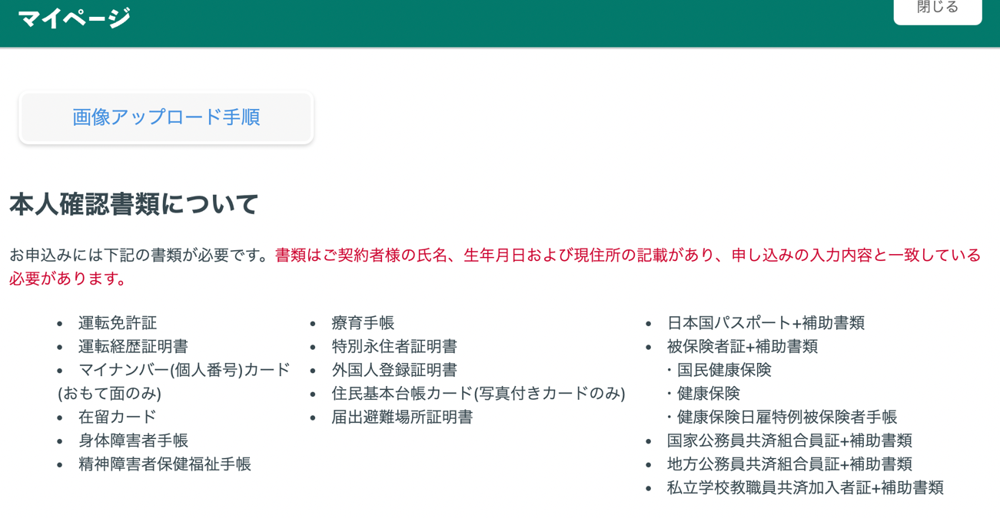 マイページ
閉じる
画像アップロード手順
本人確認書類について
お申込みには下記の書類が必要です。書類はご契約者様の氏名、生年月日および現住所の記載があり、申し込みの入力内容と一致している
必要があります。
• 運転免許証
• 運転経歴証明書
• マイナンバー(個人番号)カード
(おもて面のみ)
• 在留カード
• 身体障害者手帳
• 精神障害者保健福祉手帳
• 療育手帳
• 特別永住者証明書
• 外国人登録証明書
• 住民基本台帳カード(写真付きカードのみ)
• 届出避難場所証明書
• 日本国パスポート+補助書類
• 被保険者証+補助書類
・国民健康保険
・健康保険
・健康保険日雇特例被保険者手帳
• 国家公務員共済組合員証+補助書類
• 地方公務員共済組合員証+補助書類
• 私立学校教職員共済加入者証+補助書類